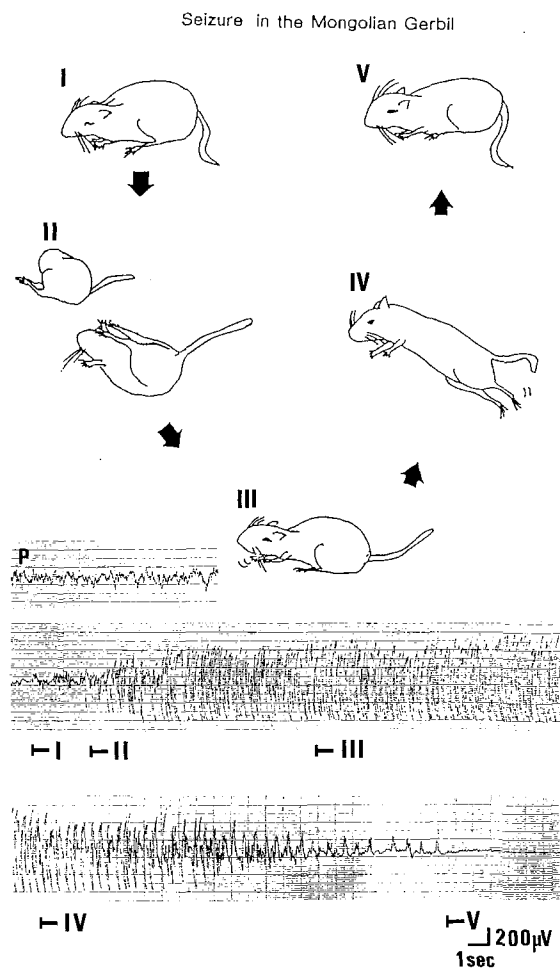 Seizure in the Mongolian Gerbil
I
V
II
IV
III
P
I
II
III
IV
V
200μV
1sec